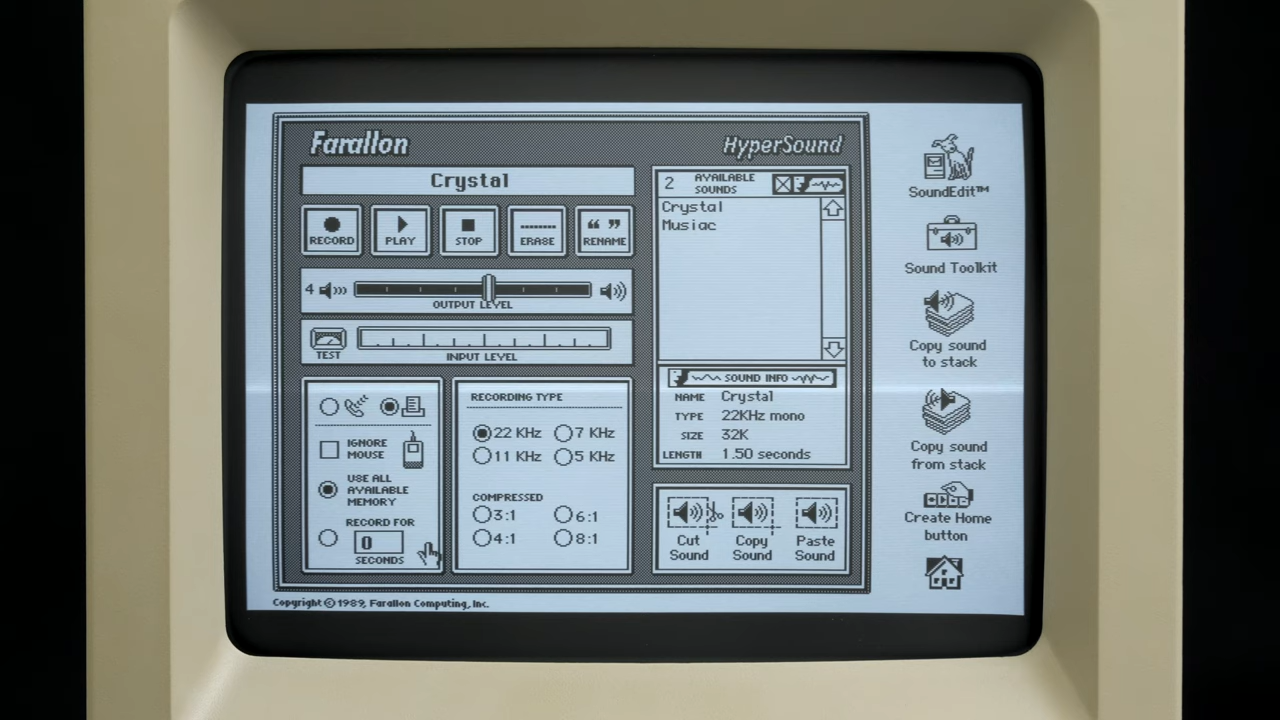 Farallon
HyperSound
Crystal
RECORD
PLAY
STOP
ERASE
“ ”
RENAME
4
OUTPUT LEVEL
TEST
INPUT LEVEL
2
AVAILABLE
SOUNDS
Crystal
Musiac
SOUND INFO
NAME Crystal
TYPE 22KHz mono
SIZE 32K
LENGTH 1.50 seconds
IGNORE
MOUSE
USE ALL
AVAILABLE
MEMORY
RECORD FOR
0
SECONDS
RECORDING TYPE
22 KHz 7 KHz
11 KHz 5 KHz
COMPRESSED
3:1 6:1
4:1 8:1
Cut
Sound
Copy
Sound
Paste
Sound
SoundEdit™
Sound Toolkit
Copy sound
to stack
Copy sound
from stack
Create Home
button
Copyright © 1989, Farallon Computing, Inc.